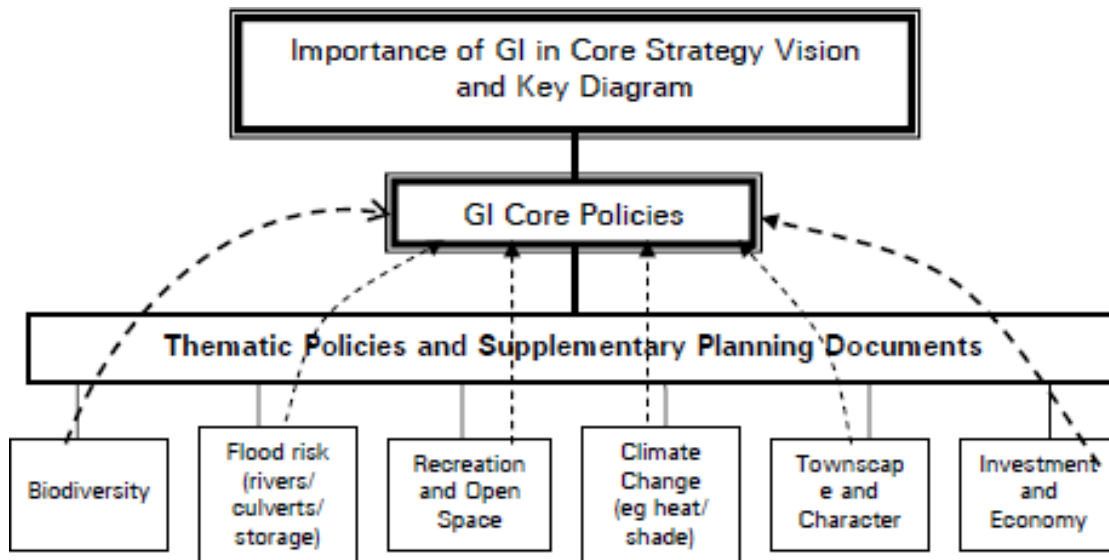 Importance of GI in Core Strategy Vision
and Key Diagram
GI Core Policies
Thematic Policies and Supplementary Planning Documents
Biodiversity
Flood risk
(rivers/
culverts/
storage)
Recreation
and Open
Space
Climate
Change
(eg heat/
shade)
Townscap
e and
Character
Investment
and
Economy